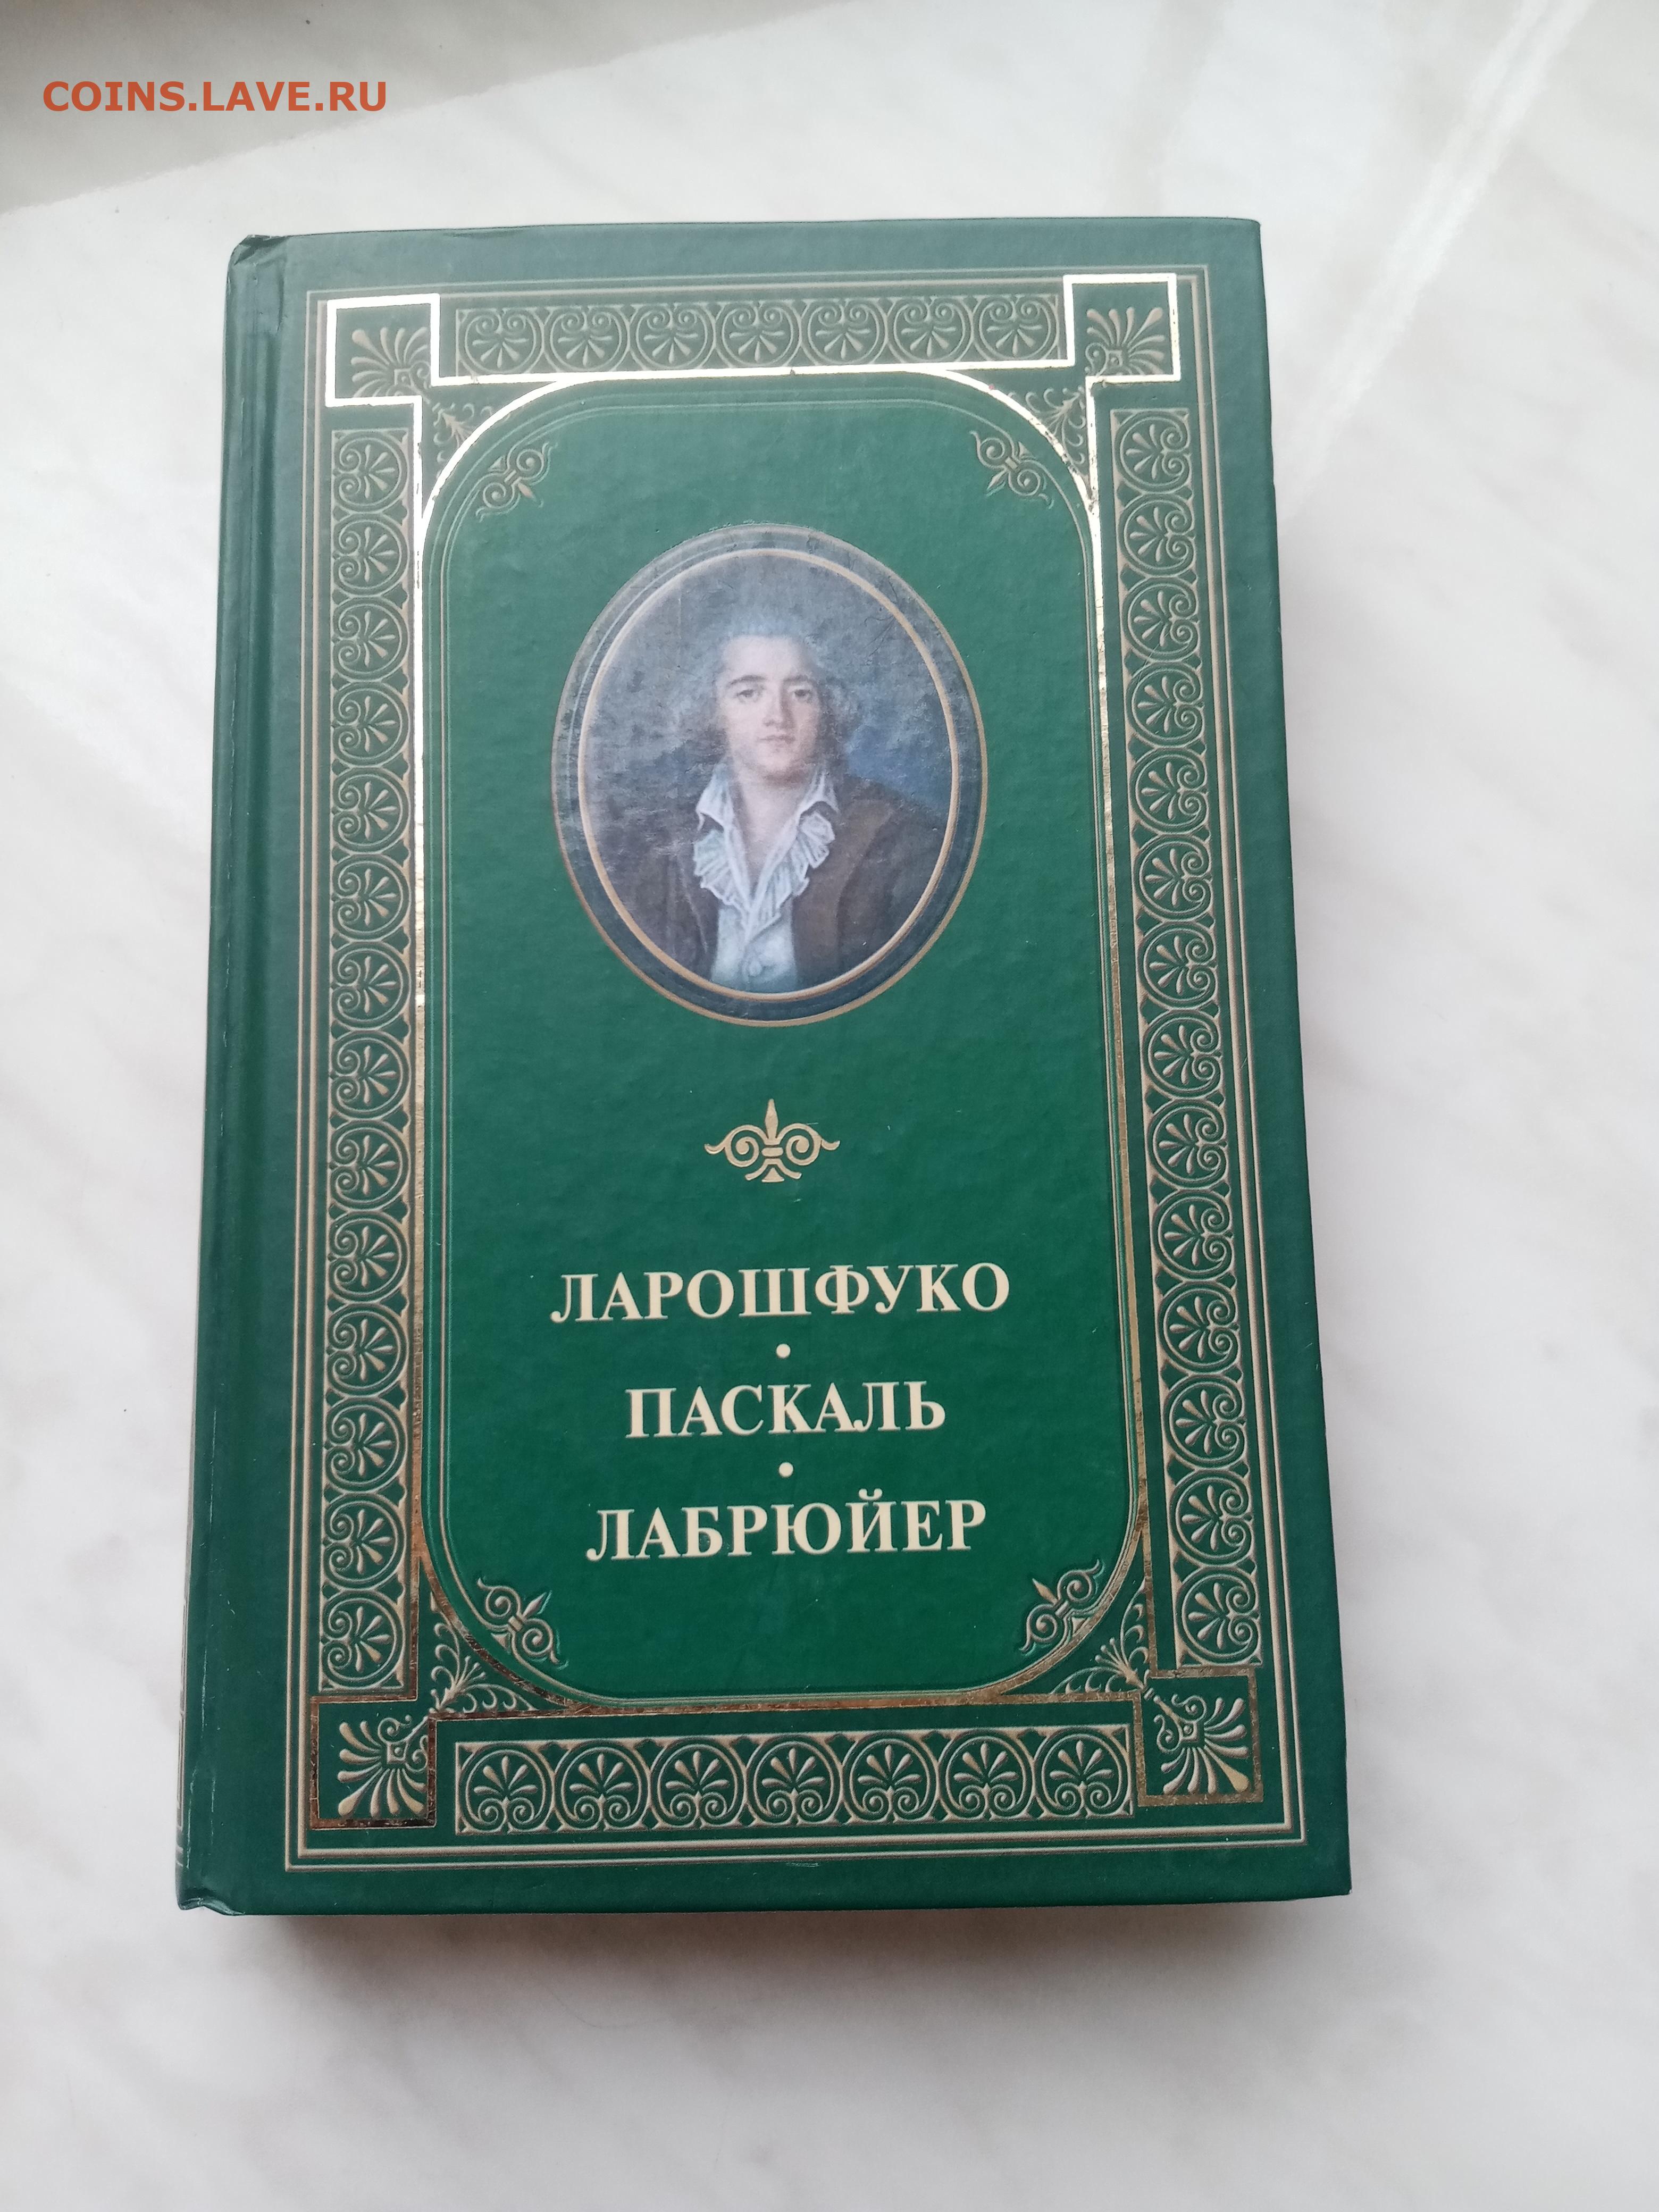 COINS.LAVE.RU
ЛАРОШФУКО
•
ПАСКАЛЬ
•
ЛАБРЮЙЕР